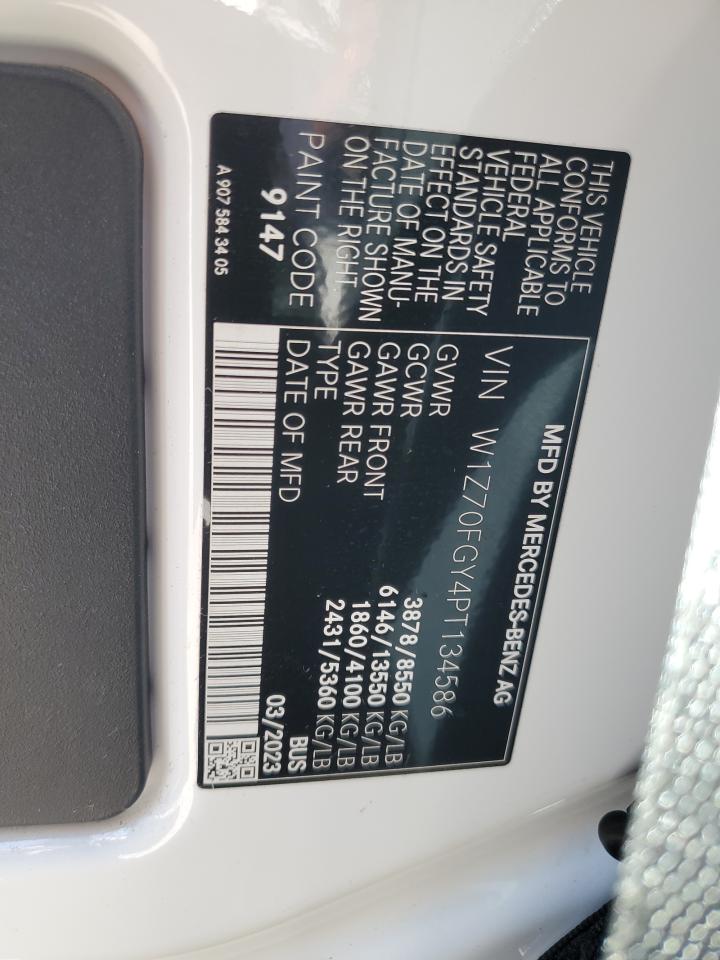 THIS VEHICLE
CONFORMS TO
ALL APPLICABLE
FEDERAL
VEHICLE SAFETY
STANDARDS IN
EFFECT ON THE
DATE OF MANU-
FACTURE SHOWN
ON THE RIGHT
PAINT CODE
9147
A 907 584 34 05
MFD BY MERCEDES-BENZ AG
VIN W1Z70FGY4PT134586
GVWR 3878/8550 KG/LB
GCWR 6146/13550 KG/LB
GAWR FRONT 1860/4100 KG/LB
GAWR REAR 2431/5360 KG/LB
TYPE BUS
DATE OF MFD 03/2023